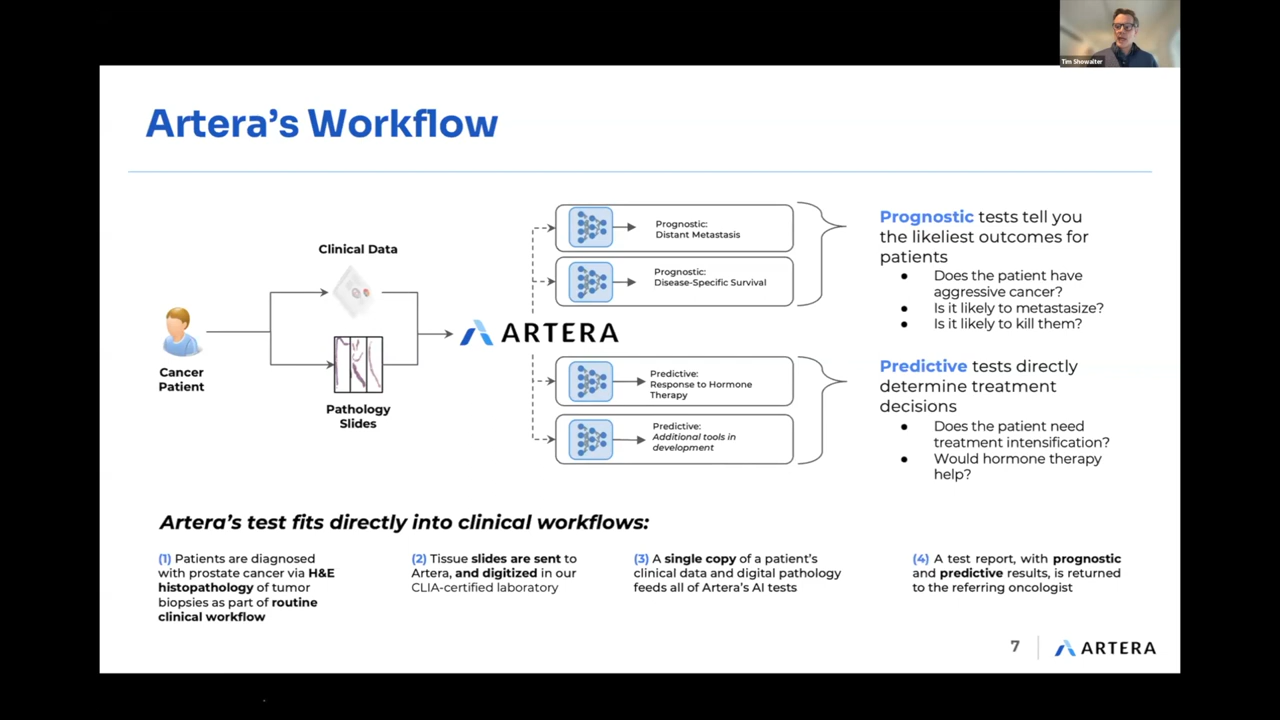 Tim Showalter
Artera's Workflow
Clinical Data
Cancer
Patient
Pathology
Slides
ARTERA
Prognostic:
Distant Metastasis
Prognostic:
Disease-Specific Survival
Predictive:
Response to Hormone
Therapy
Predictive:
Additional tools in
development
Prognostic tests tell you
the likeliest outcomes for
patients
● Does the patient have
aggressive cancer?
● Is it likely to metastasize?
● Is it likely to kill them?
Predictive tests directly
determine treatment
decisions
● Does the patient need
treatment intensification?
● Would hormone therapy
help?
Artera's test fits directly into clinical workflows:
(1) Patients are diagnosed
with prostate cancer via H&E
histopathology of tumor
biopsies as part of routine
clinical workflow
(2) Tissue slides are sent to
Artera, and digitized in our
CLIA-certified laboratory
(3) A single copy of a patient's
clinical data and digital pathology
feeds all of Artera's AI tests
(4) A test report, with prognostic
and predictive results, is returned
to the referring oncologist
7
ARTERA